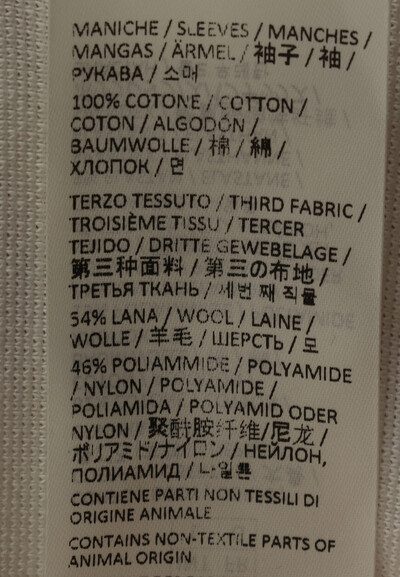 MANICHE / SLEEVES / MANCHES /
MANGAS / ÄRMEL / 袖子 / 袖 /
РУКАВА / 소매
100% COTONE / COTTON /
COTON / ALGODÓN /
BAUMWOLLE / 棉 / 綿 /
ХЛОПОК / 면
TERZO TESSUTO / THIRD FABRIC /
TROISIÈME TISSU / TERCER
TEJIDO / DRITTE GEWEBELAGE /
第三种面料 / 第三の布地 /
ТРЕТЬЯ ТКАНЬ / 세번 째 직물
54% LANA / WOOL / LAINE /
WOLLE / 羊毛 / ШЕРСТЬ / 모
46% POLIAMMIDE / POLYAMIDE
/ NYLON / POLYAMIDE /
POLIAMIDA / POLYAMID ODER
NYLON / 聚酰胺纤维/尼龙 /
ポリアミド/ナイロン / НЕЙЛОН,
ПОЛИАМИД / 나일론
CONTIENE PARTI NON TESSILI DI
ORIGINE ANIMALE
CONTAINS NON-TEXTILE PARTS OF
ANIMAL ORIGIN